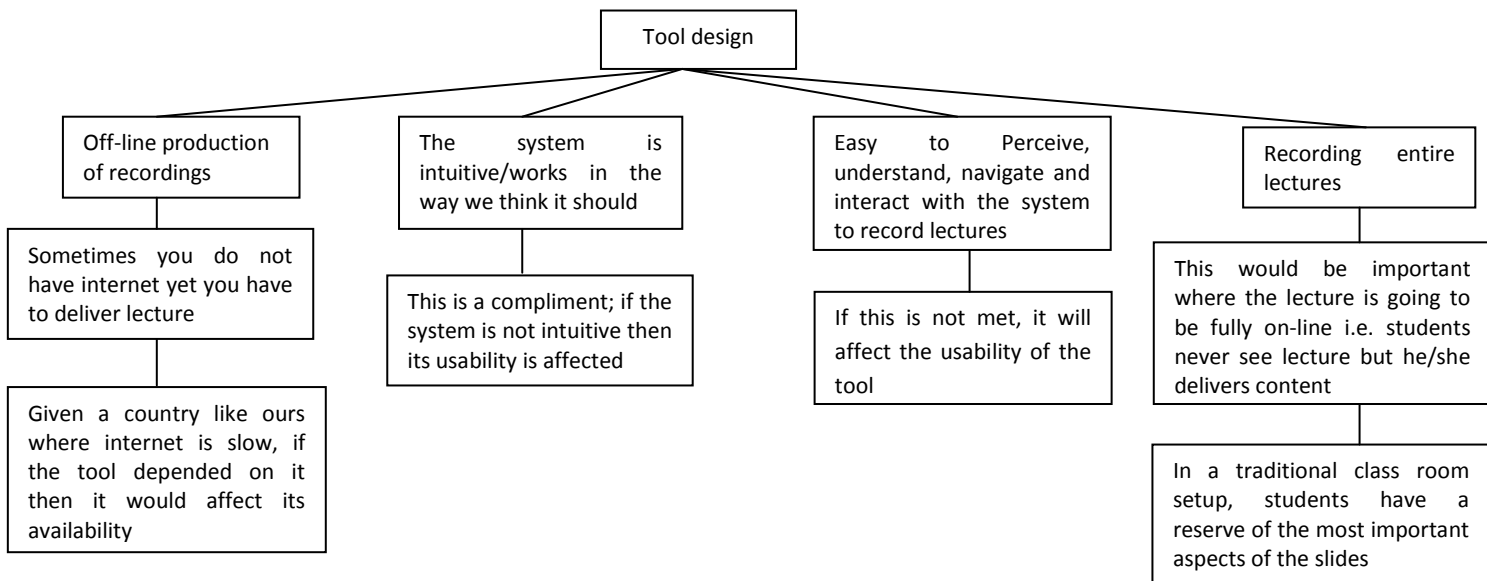 Tool design
Off-line production
of recordings
Sometimes you do not
have internet yet you have
to deliver lecture
Given a country like ours
where internet is slow, if
the tool depended on it
then it would affect its
availability
The system is
intuitive/works in the
way we think it should
This is a compliment; if the
system is not intuitive then
its usability is affected
Easy to Perceive,
understand, navigate and
interact with the system
to record lectures
If this is not met, it will
affect the usability of the
tool
Recording entire
lectures
This would be important
where the lecture is going to
be fully on-line i.e. students
never see lecture but he/she
delivers content
In a traditional class room
setup, students have a
reserve of the most important
aspects of the slides